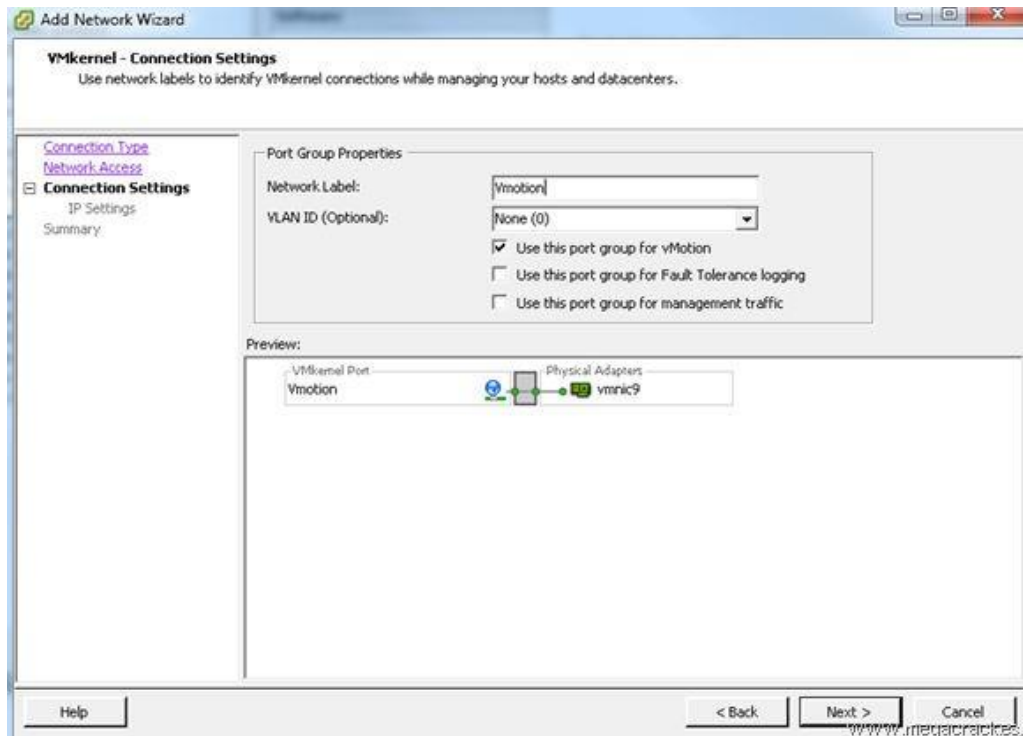 Add Network Wizard
VMkernel - Connection Settings
Use network labels to identify VMkernel connections while managing your hosts and datacenters.
Connection Type
Network Access
Connection Settings
IP Settings
Summary
Port Group Properties
Network Label:
Vmotion
VLAN ID (Optional):
None (0)
Use this port group for vMotion
Use this port group for Fault Tolerance logging
Use this port group for management traffic
Preview:
VMkernel Port
Physical Adapters
Vmotion
vmnic9
Help
< Back
Next >
Cancel
www.megacrack.es